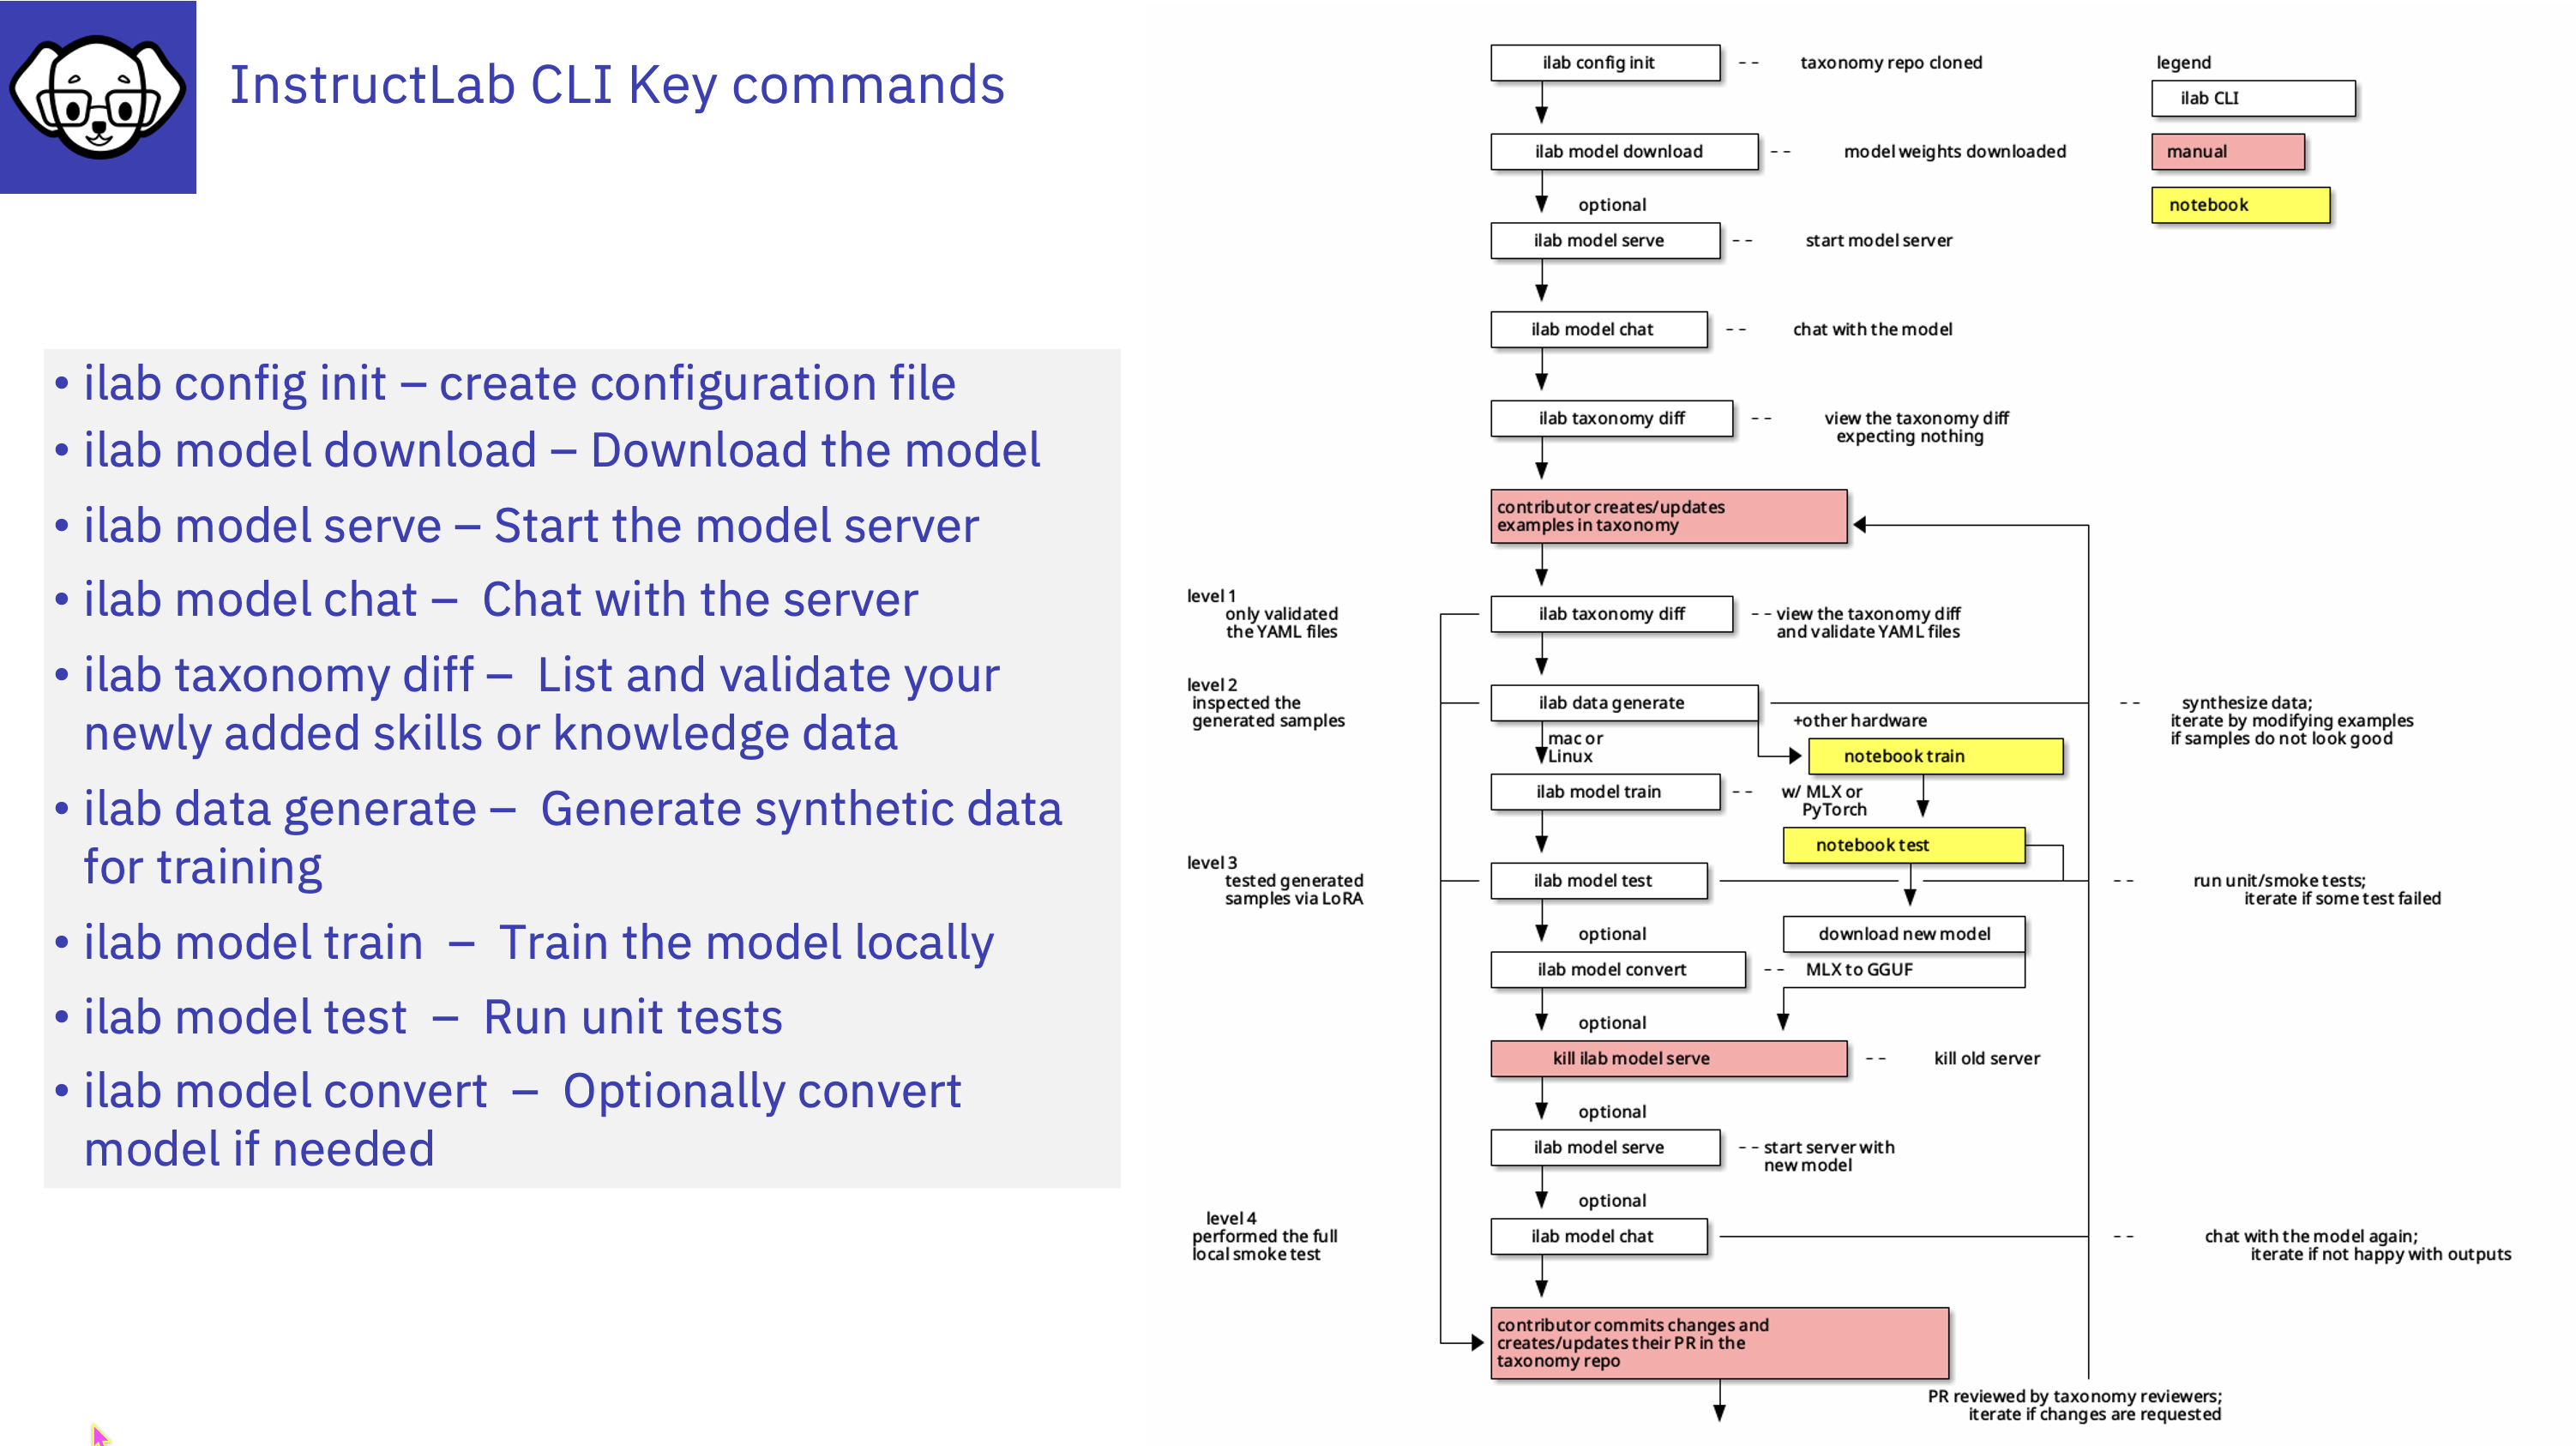 InstructLab CLI Key commands
• ilab config init – create configuration file
• ilab model download – Download the model
• ilab model serve – Start the model server
• ilab model chat –  Chat with the server
• ilab taxonomy diff –  List and validate your
newly added skills or knowledge data
• ilab data generate –  Generate synthetic data
for training
• ilab model train  –  Train the model locally
• ilab model test  –  Run unit tests
• ilab model convert  –  Optionally convert
model if needed
ilab config init -- taxonomy repo cloned
ilab model download -- model weights downloaded
optional
ilab model serve -- start model server
ilab model chat -- chat with the model
ilab taxonomy diff -- view the taxonomy diff
expecting nothing
contributor creates/updates
examples in taxonomy
level 1
only validated
the YAML files
ilab taxonomy diff -- view the taxonomy diff
and validate YAML files
level 2
inspected the
generated samples
ilab data generate
-- synthesize data;
iterate by modifying examples
if samples do not look good
+other hardware
mac or
Linux
notebook train
ilab model train -- w/ MLX or
PyTorch
notebook test
level 3
tested generated
samples via LoRA
ilab model test
-- run unit/smoke tests;
iterate if some test failed
optional
download new model
ilab model convert -- MLX to GGUF
optional
kill ilab model serve -- kill old server
optional
ilab model serve -- start server with
new model
optional
level 4
performed the full
local smoke test
ilab model chat
-- chat with the model again;
iterate if not happy with outputs
contributor commits changes and
creates/updates their PR in the
taxonomy repo
PR reviewed by taxonomy reviewers;
iterate if changes are requested
legend
ilab CLI
manual
notebook